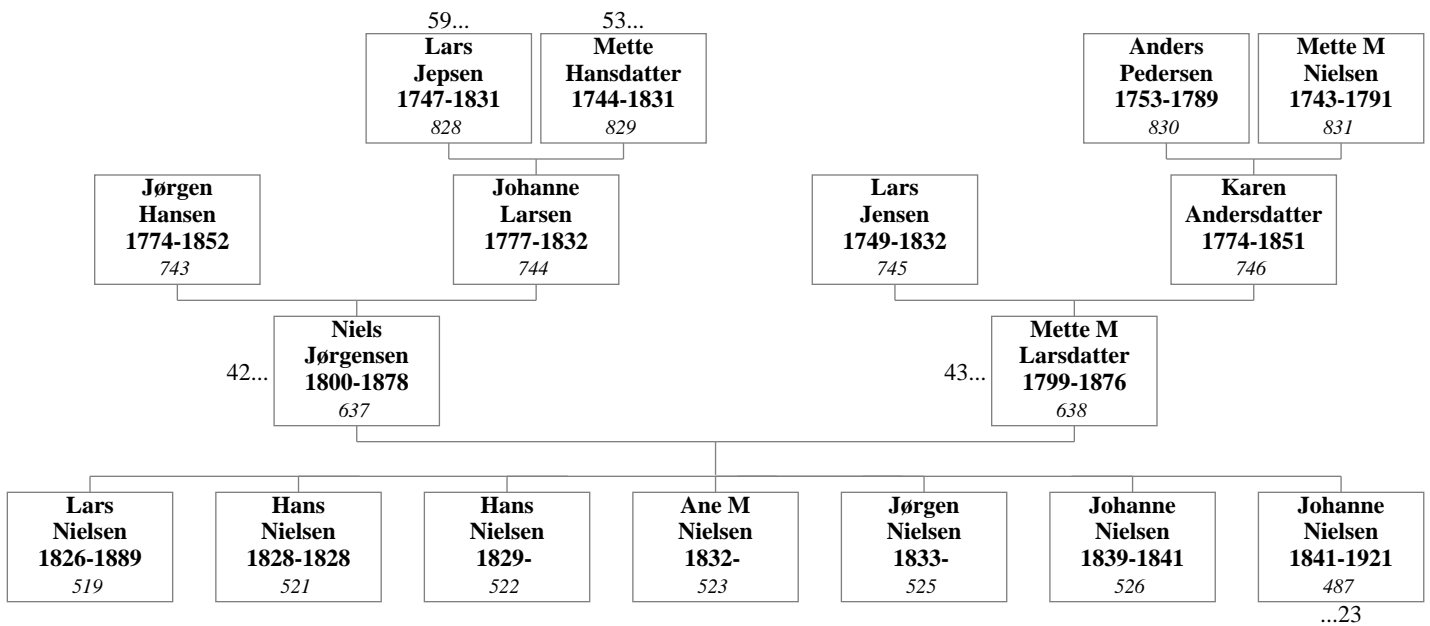 59...
53...
Lars
Jepsen
1747-1831
828
Mette
Hansdatter
1744-1831
829
Anders
Pedersen
1753-1789
830
Mette M
Nielsen
1743-1791
831
Jørgen
Hansen
1774-1852
743
Johanne
Larsen
1777-1832
744
Lars
Jensen
1749-1832
745
Karen
Andersdatter
1774-1851
746
42...
Niels
Jørgensen
1800-1878
637
43...
Mette M
Larsdatter
1799-1876
638
Lars
Nielsen
1826-1889
519
Hans
Nielsen
1828-1828
521
Hans
Nielsen
1829-
522
Ane M
Nielsen
1832-
523
Jørgen
Nielsen
1833-
525
Johanne
Nielsen
1839-1841
526
Johanne
Nielsen
1841-1921
487
...23